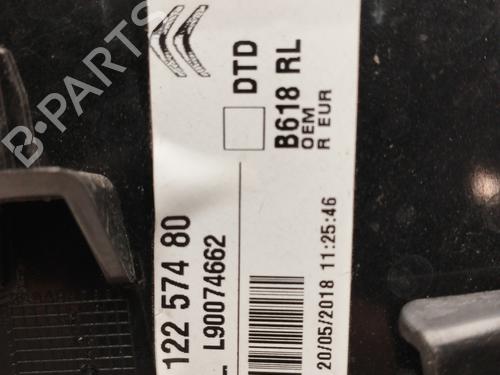 DTD
B618 RL
OEM
R EUR
122 574 80
L90074662
20/05/2018 11:25:46
B-Parts